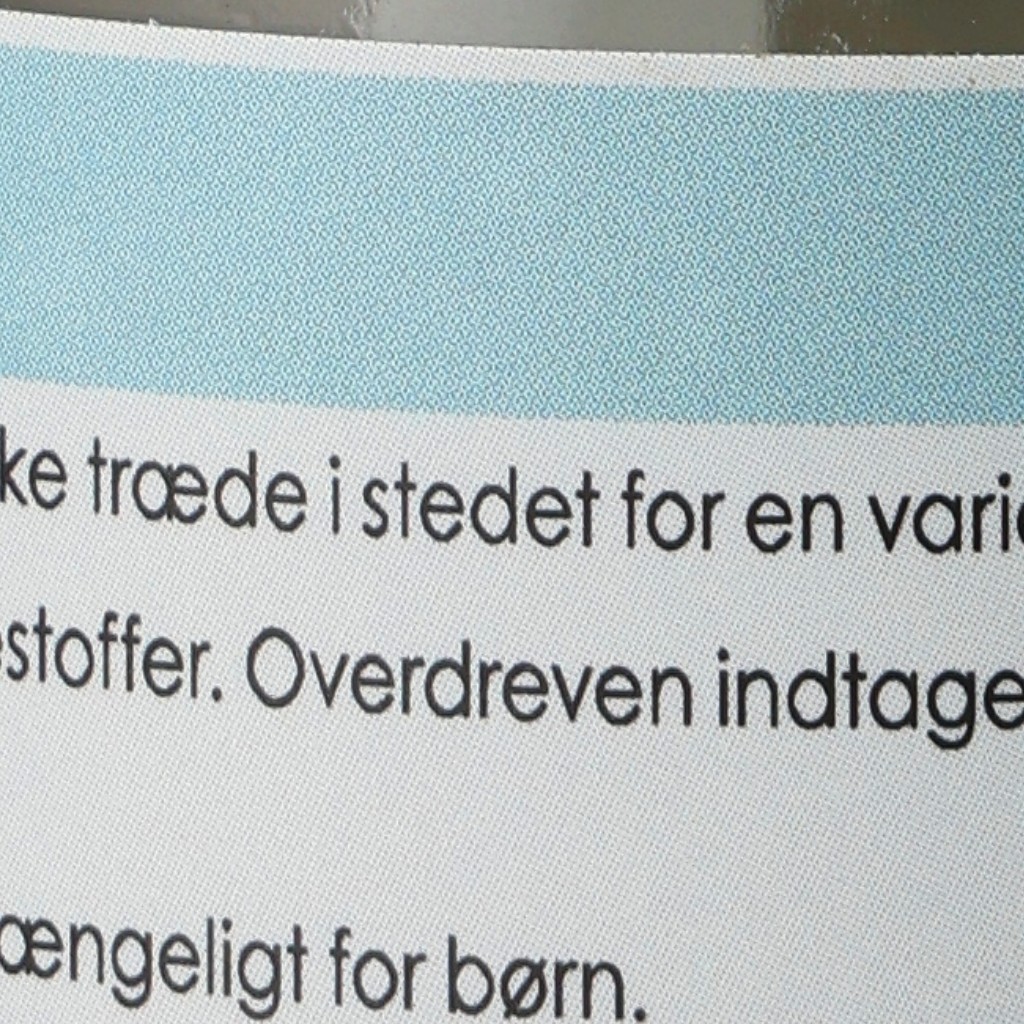 ke træde i stedet for en vari
stoffer. Overdreven indtage
ængeligt for børn.